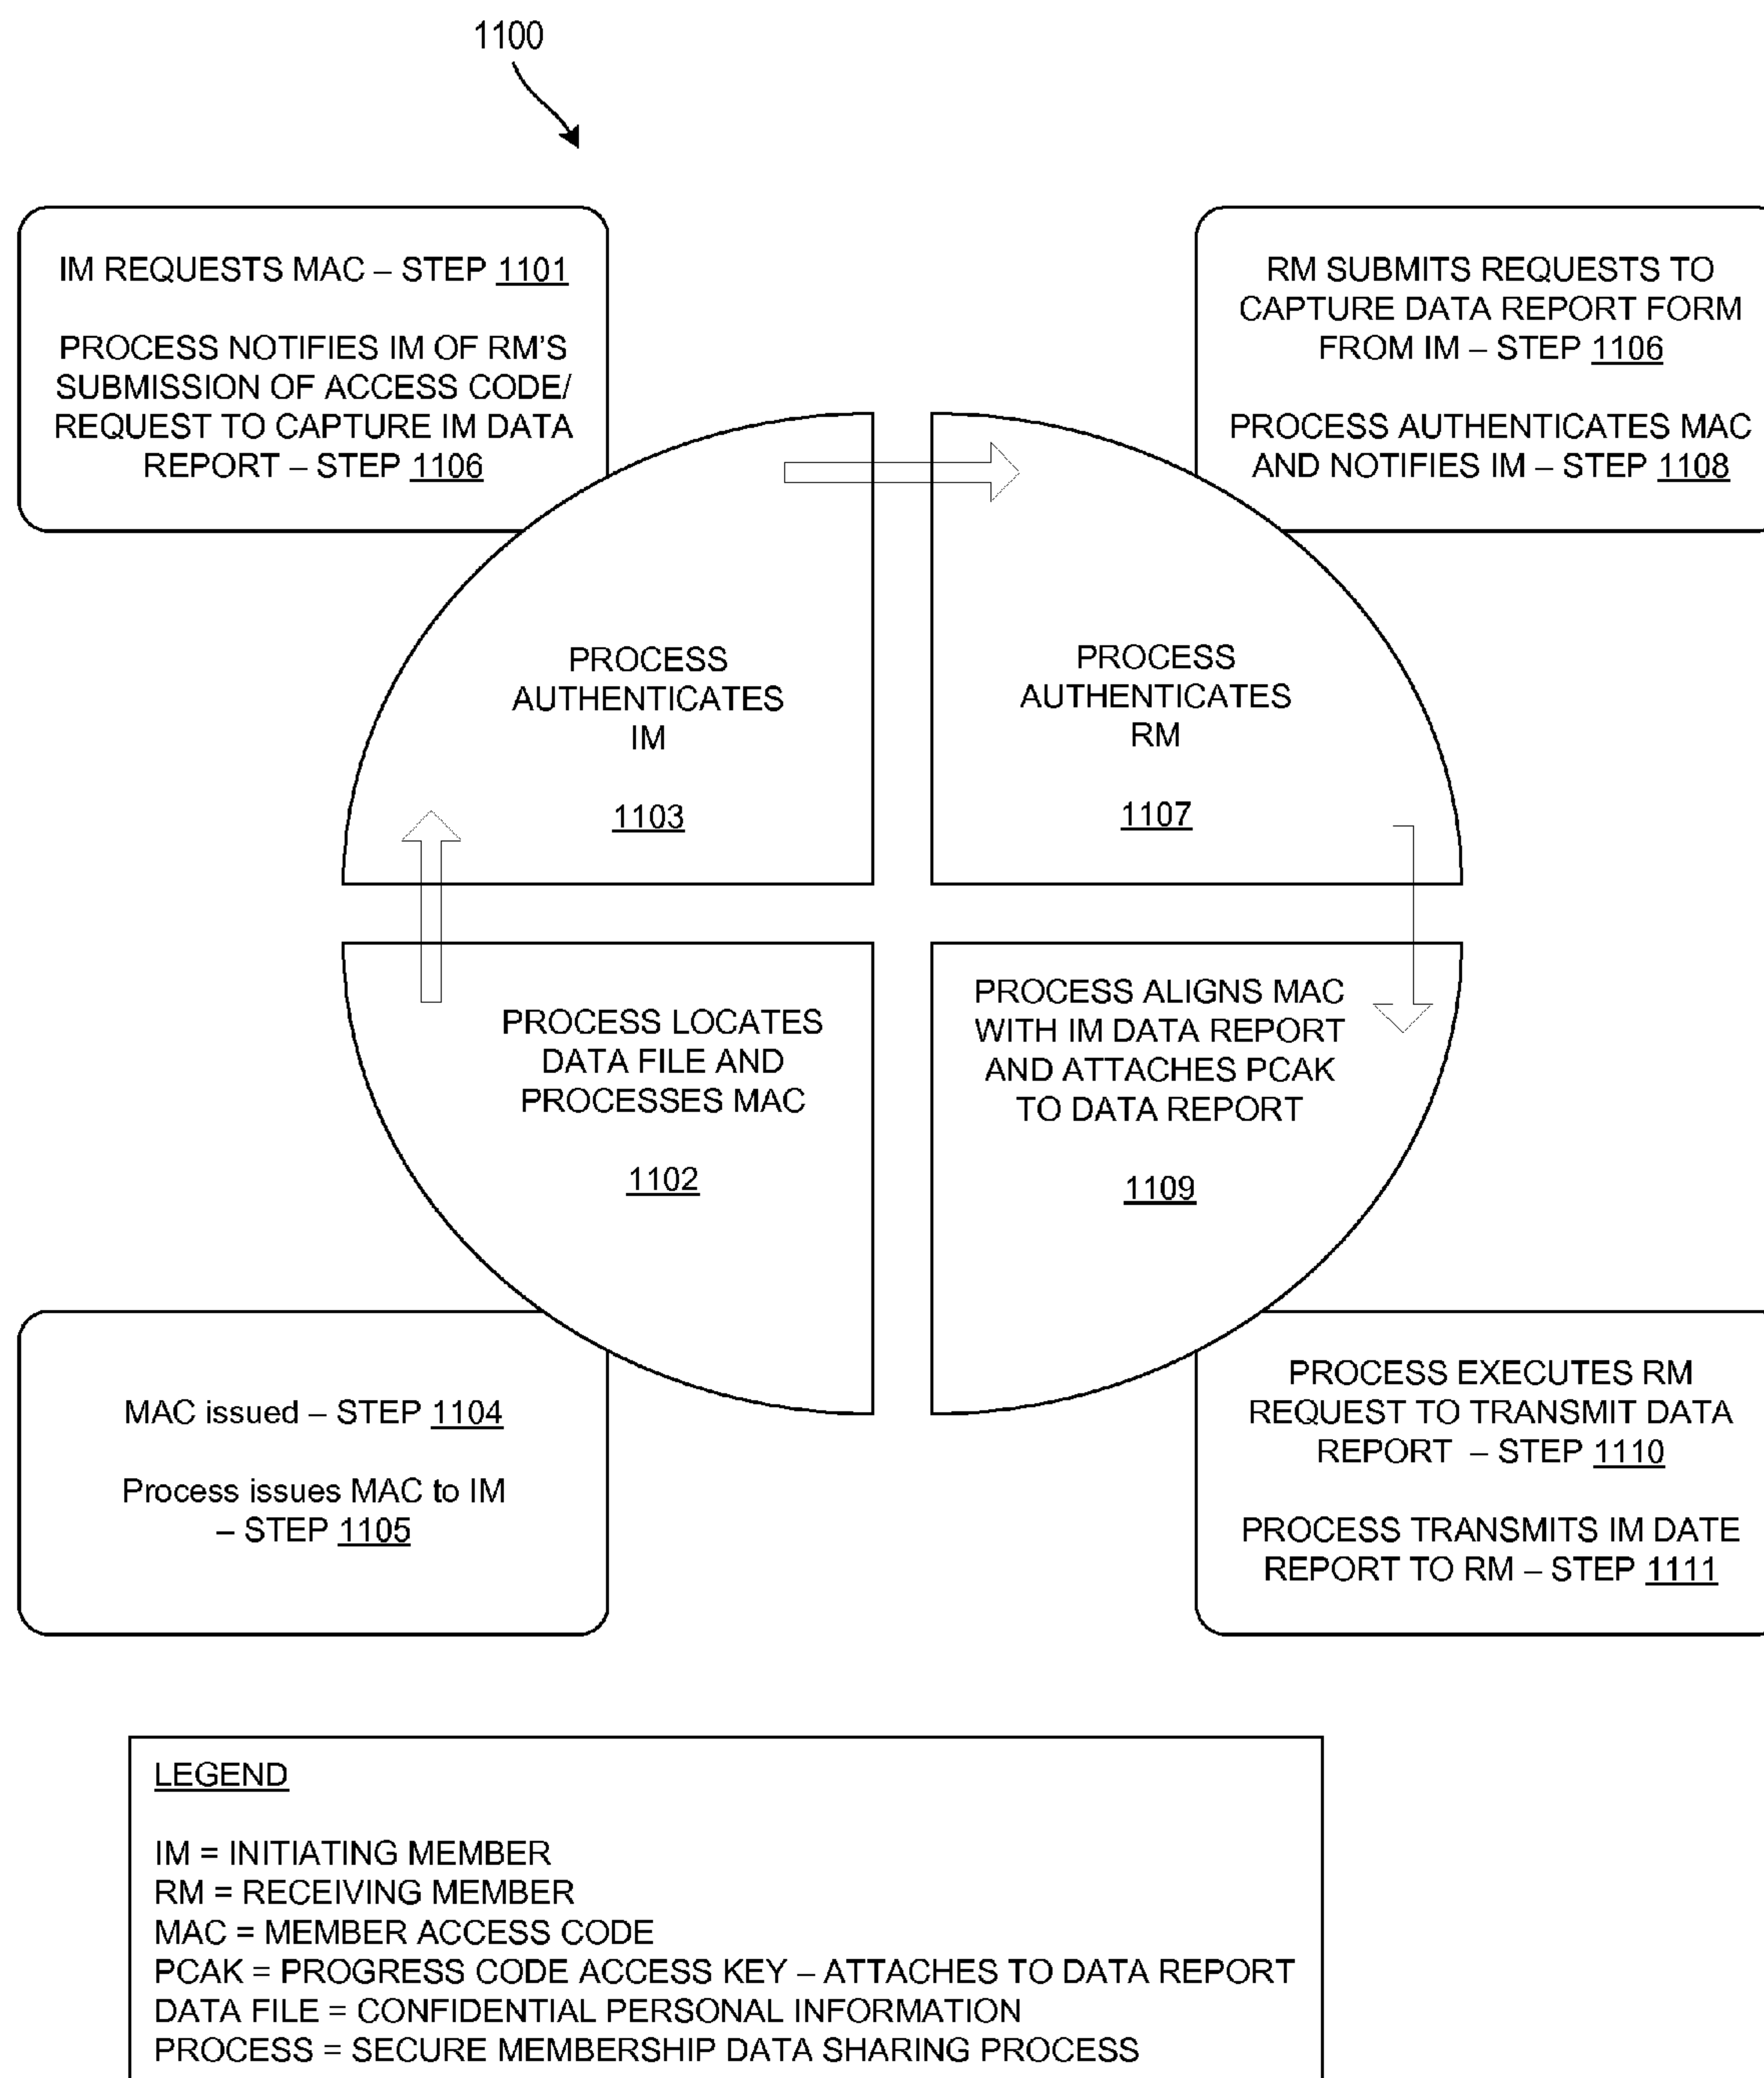 1100
IM REQUESTS MAC – STEP 1101
PROCESS NOTIFIES IM OF RM'S
SUBMISSION OF ACCESS CODE/
REQUEST TO CAPTURE IM DATA
REPORT – STEP 1106
RM SUBMITS REQUESTS TO
CAPTURE DATA REPORT FORM
FROM IM – STEP 1106
PROCESS AUTHENTICATES MAC
AND NOTIFIES IM – STEP 1108
PROCESS
AUTHENTICATES
IM
1103
PROCESS
AUTHENTICATES
RM
1107
PROCESS LOCATES
DATA FILE AND
PROCESSES MAC
1102
PROCESS ALIGNS MAC
WITH IM DATA REPORT
AND ATTACHES PCAK
TO DATA REPORT
1109
MAC issued – STEP 1104
Process issues MAC to IM
– STEP 1105
PROCESS EXECUTES RM
REQUEST TO TRANSMIT DATA
REPORT – STEP 1110
PROCESS TRANSMITS IM DATE
REPORT TO RM – STEP 1111
LEGEND
IM = INITIATING MEMBER
RM = RECEIVING MEMBER
MAC = MEMBER ACCESS CODE
PCAK = PROGRESS CODE ACCESS KEY – ATTACHES TO DATA REPORT
DATA FILE = CONFIDENTIAL PERSONAL INFORMATION
PROCESS = SECURE MEMBERSHIP DATA SHARING PROCESS